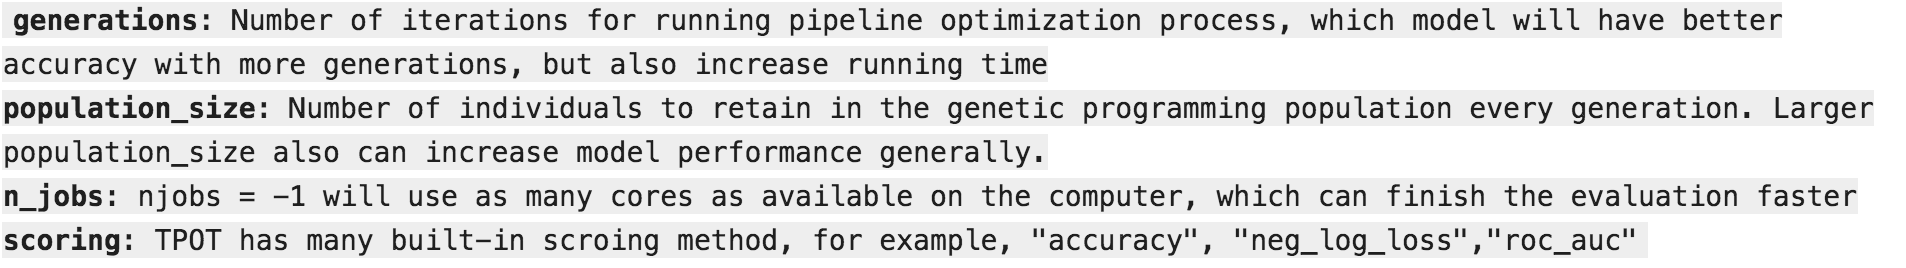 generations: Number of iterations for running pipeline optimization process, which model will have better
accuracy with more generations, but also increase running time
population_size: Number of individuals to retain in the genetic programming population every generation. Larger
population_size also can increase model performance generally.
n_jobs: njobs = −1 will use as many cores as available on the computer, which can finish the evaluation faster
scoring: TPOT has many built−in scroing method, for example, "accuracy", "neg_log_loss","roc_auc"